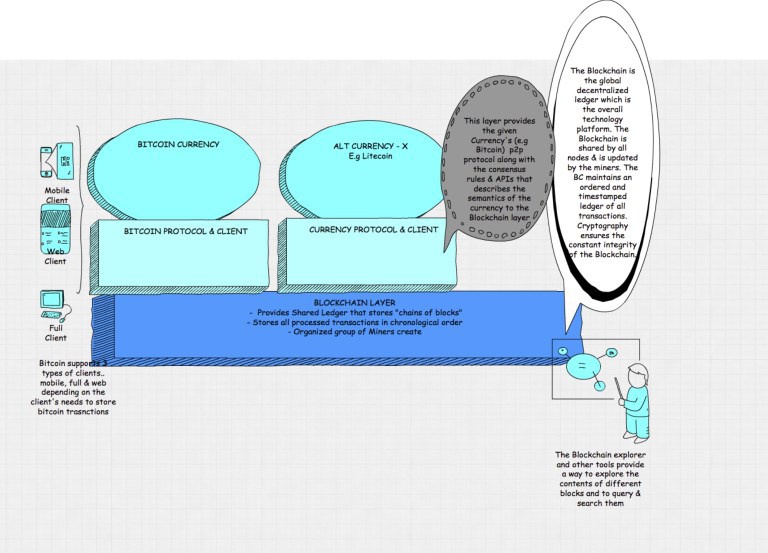 BITCOIN CURRENCY
ALT CURRENCY - X
E.g Litecoin
This layer provides
the given
Currency's (e.g
Bitcoin) p2p
protocol along with
the consensus
rules & APIs that
describes the
semantics of the
currency to the
Blockchain layer
The Blockchain is
the global
decentralized
ledger which is
the overall
technology
platform. The
Blockchain is
shared by all
nodes & is updated
by the miners. The
BC maintains an
ordered and
timestamped
ledger of all
transactions.
Cryptography
ensures the
constant integrity
of the Blockchain.
Mobile
Client
Web
Client
Full
Client
BITCOIN PROTOCOL & CLIENT
CURRENCY PROTOCOL & CLIENT
BLOCKCHAIN LAYER
- Provides Shared Ledger that stores "chains of blocks"
- Stores all processed transactions in chronological order
- Organized group of Miners create
Bitcoin supports 3
types of clients..
mobile, full & web
depending on the
client's needs to store
bitcoin trasnctions
The Blockchain explorer
and other tools provide
a way to explore the
contents of different
blocks and to query &
search them